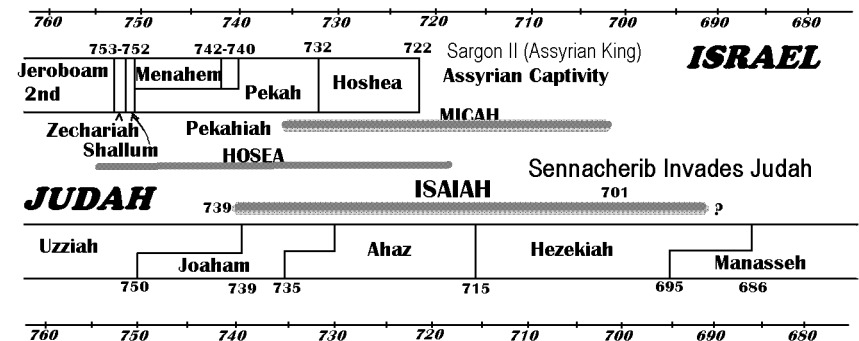 760 750 740 730 720 710 700 690 680
753-752 742-740 732 722 Sargon II (Assyrian King) ISRAEL
Jeroboam Menahem Hoshea Assyrian Captivity
2nd Pekah
Zechariah Pekahiah MICAH
Shallum HOSEA
Sennacherib Invades Judah
JUDAH ISAIAH 701
739 ?
Uzziah Ahaz Hezekiah
Joaham Manasseh
750 739 735 715 695 686
760 750 740 730 720 710 700 690 680